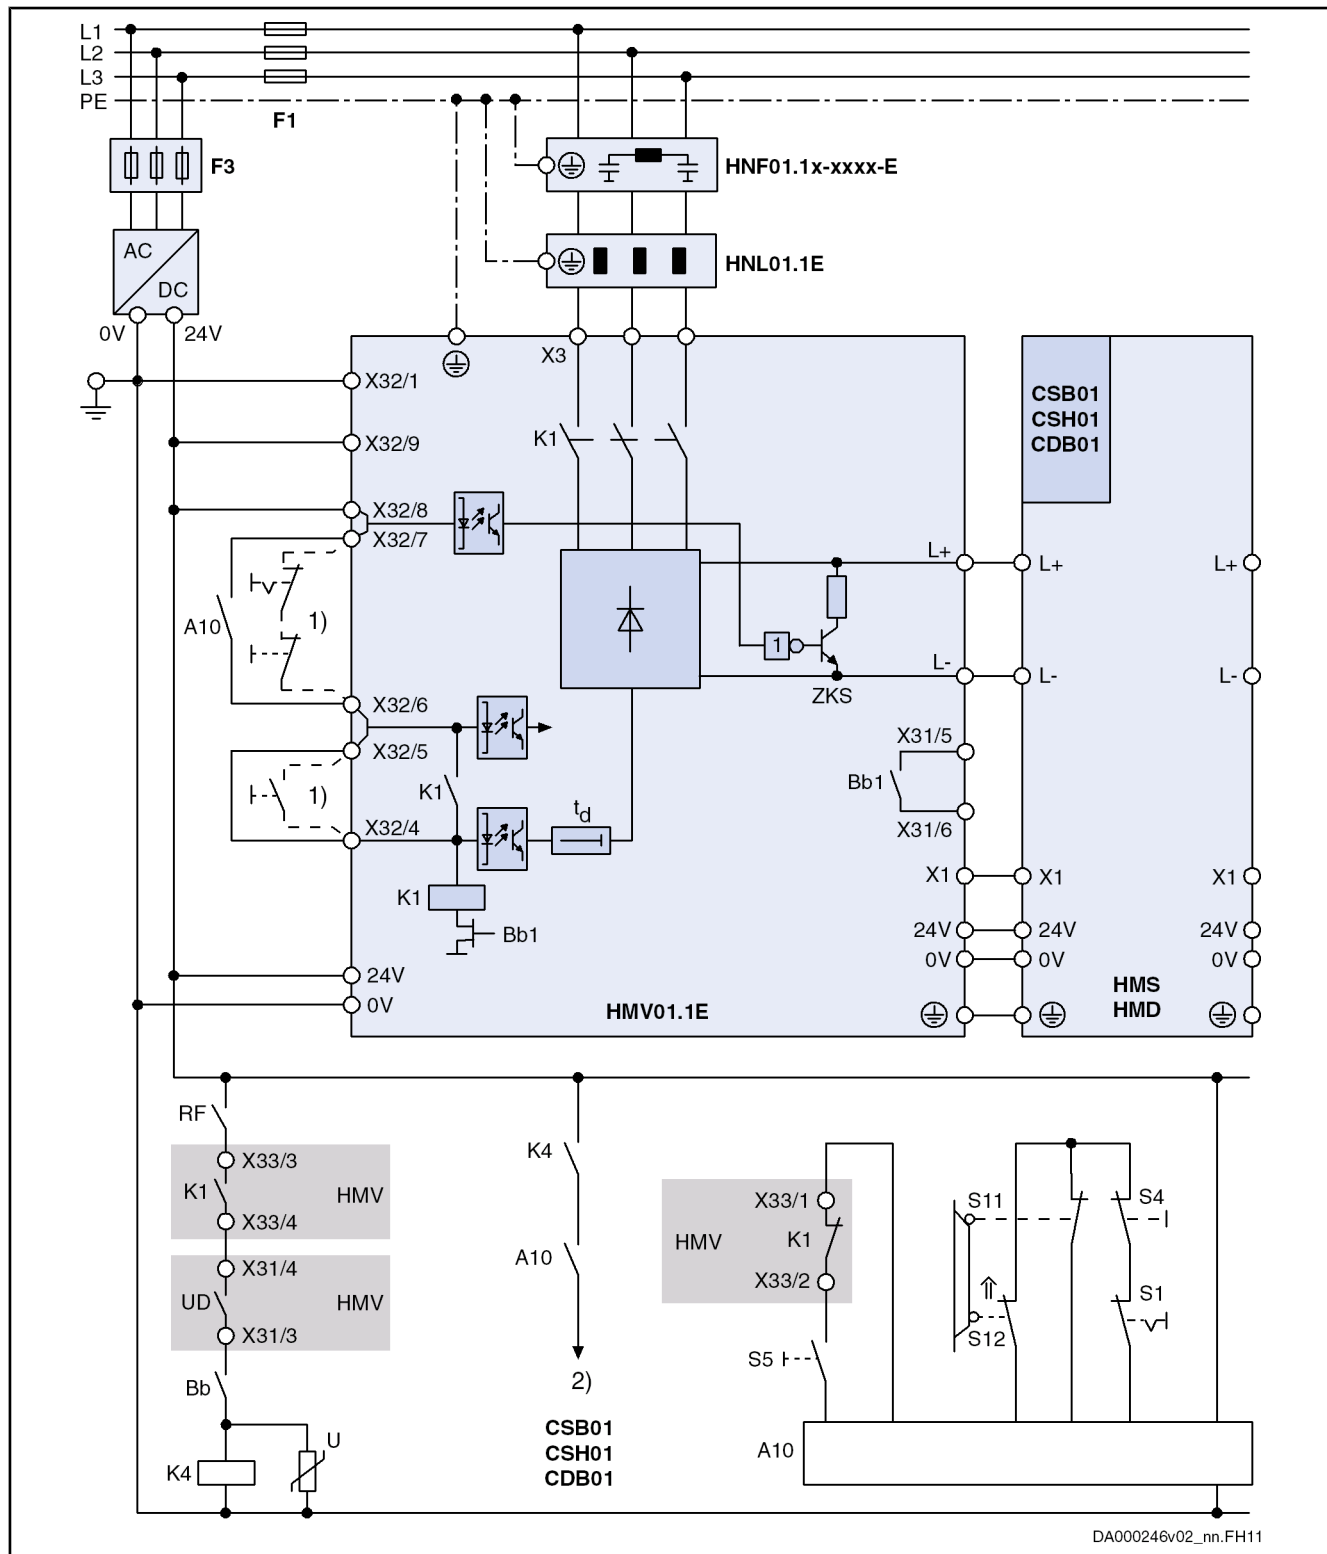 L1
L2
L3
PE
F1
F3
HNF01.1x-xxxx-E
HNL01.1E
AC
DC
0V
24V
X3
X32/1
CSB01
CSH01
CDB01
K1
X32/9
X32/8
X32/7
L+
L+
L+
A10
1)
1
L-
L-
L-
ZKS
X32/6
X31/5
X32/5
K1
Bb1
1)
td
X32/4
X31/6
X1
X1
X1
K1
Bb1
24V
24V
24V
0V
0V
0V
24V
0V
HMV01.1E
HMS
HMD
RF
K4
X33/3
K1
HMV
X33/4
X33/1
HMV
K1
X33/2
S11
S4
A10
X31/4
UD
HMV
X31/3
S12
S1
S5
Bb
2)
CSB01
CSH01
CDB01
U
K4
A10
DA000246v02_nn.FH11